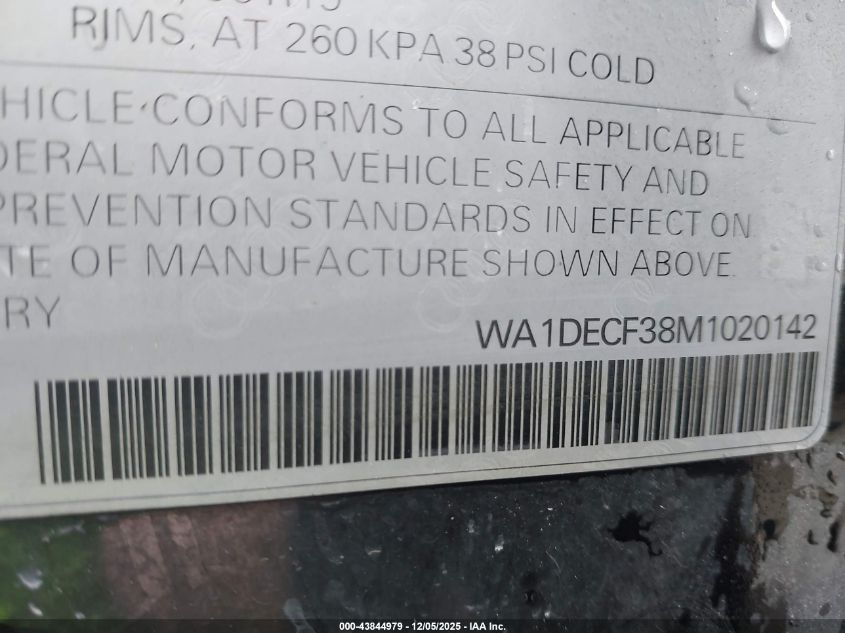 RIMS, AT 260 KPA 38 PSI COLD
HICLE CONFORMS TO ALL APPLICABLE
DERAL MOTOR VEHICLE SAFETY AND
PREVENTION STANDARDS IN EFFECT ON
TE OF MANUFACTURE SHOWN ABOVE.
RY
WA1DECF38M1020142
000-43844979 - 12/05/2025 - IAA Inc.